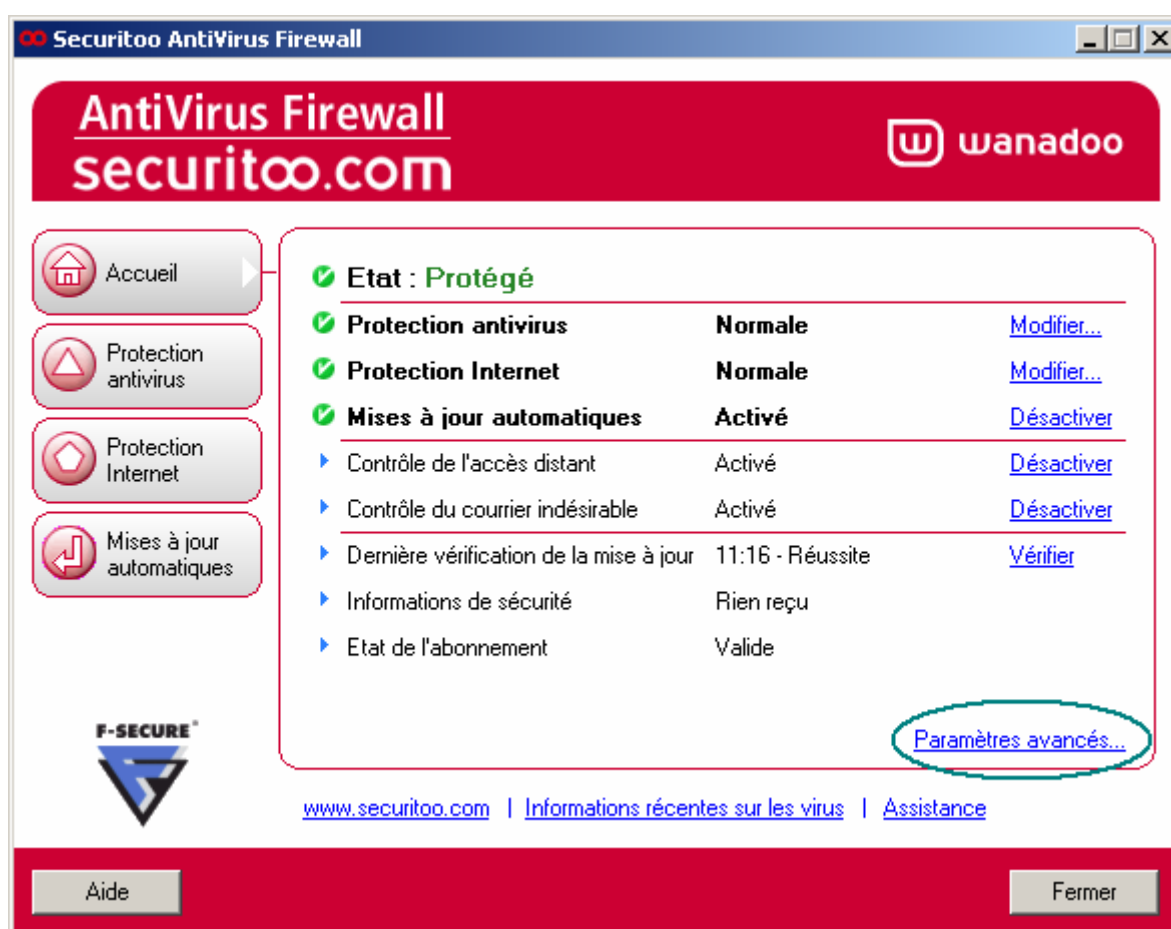 Securitoo AntiVirus Firewall
AntiVirus Firewall
securitoo.com
wanadoo
Accueil
Protection
antivirus
Protection
Internet
Mises à jour
automatiques
Etat : Protégé
Protection antivirus Normale Modifier...
Protection Internet Normale Modifier...
Mises à jour automatiques Activé Désactiver
Contrôle de l'accès distant Activé Désactiver
Contrôle du courrier indésirable Activé Désactiver
Dernière vérification de la mise à jour 11:16 - Réussite Vérifier
Informations de sécurité Rien reçu
Etat de l'abonnement Valide
Paramètres avancés...
F-SECURE
www.securitoo.com | Informations récentes sur les virus | Assistance
Aide
Fermer